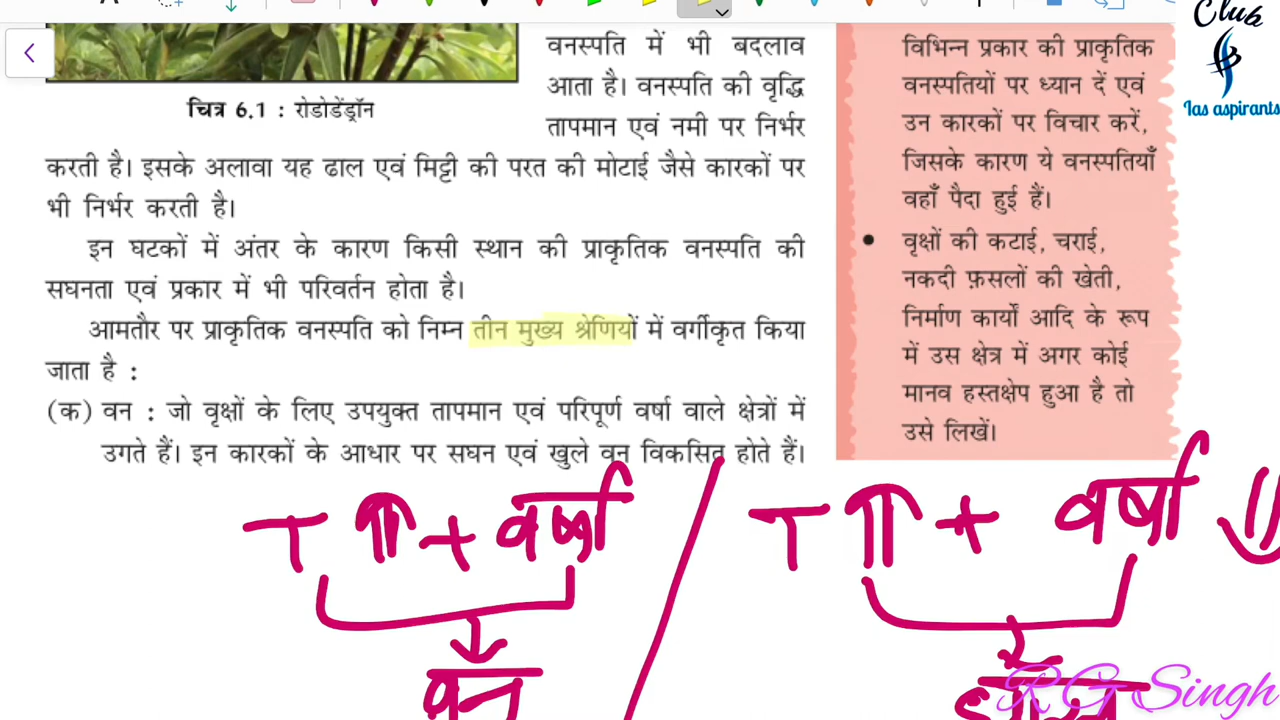 Club
Ias aspirants
चित्र 6.1 : रोडोडेंड्रॉन
वनस्पति में भी बदलाव
आता है। वनस्पति की वृद्धि
तापमान एवं नमी पर निर्भर
करती है। इसके अलावा यह ढाल एवं मिट्टी की परत की मोटाई जैसे कारकों पर
भी निर्भर करती है।
इन घटकों में अंतर के कारण किसी स्थान की प्राकृतिक वनस्पति की
सघनता एवं प्रकार में भी परिवर्तन होता है।
आमतौर पर प्राकृतिक वनस्पति को निम्न तीन मुख्य श्रेणियों में वर्गीकृत किया
जाता है :
(क) वन : जो वृक्षों के लिए उपयुक्त तापमान एवं परिपूर्ण वर्षा वाले क्षेत्रों में
उगते हैं। इन कारकों के आधार पर सघन एवं खुले वन विकसित होते हैं।
विभिन्न प्रकार की प्राकृतिक
वनस्पतियों पर ध्यान दें एवं
उन कारकों पर विचार करें,
जिसके कारण ये वनस्पतियाँ
वहाँ पैदा हुई हैं।
• वृक्षों की कटाई, चराई,
नकदी फ़सलों की खेती,
निर्माण कार्यों आदि के रूप
में उस क्षेत्र में अगर कोई
मानव हस्तक्षेप हुआ है तो
उसे लिखें।
T ⇈ + वर्षा
वन
T ⇈ + वर्षा
RG Singh